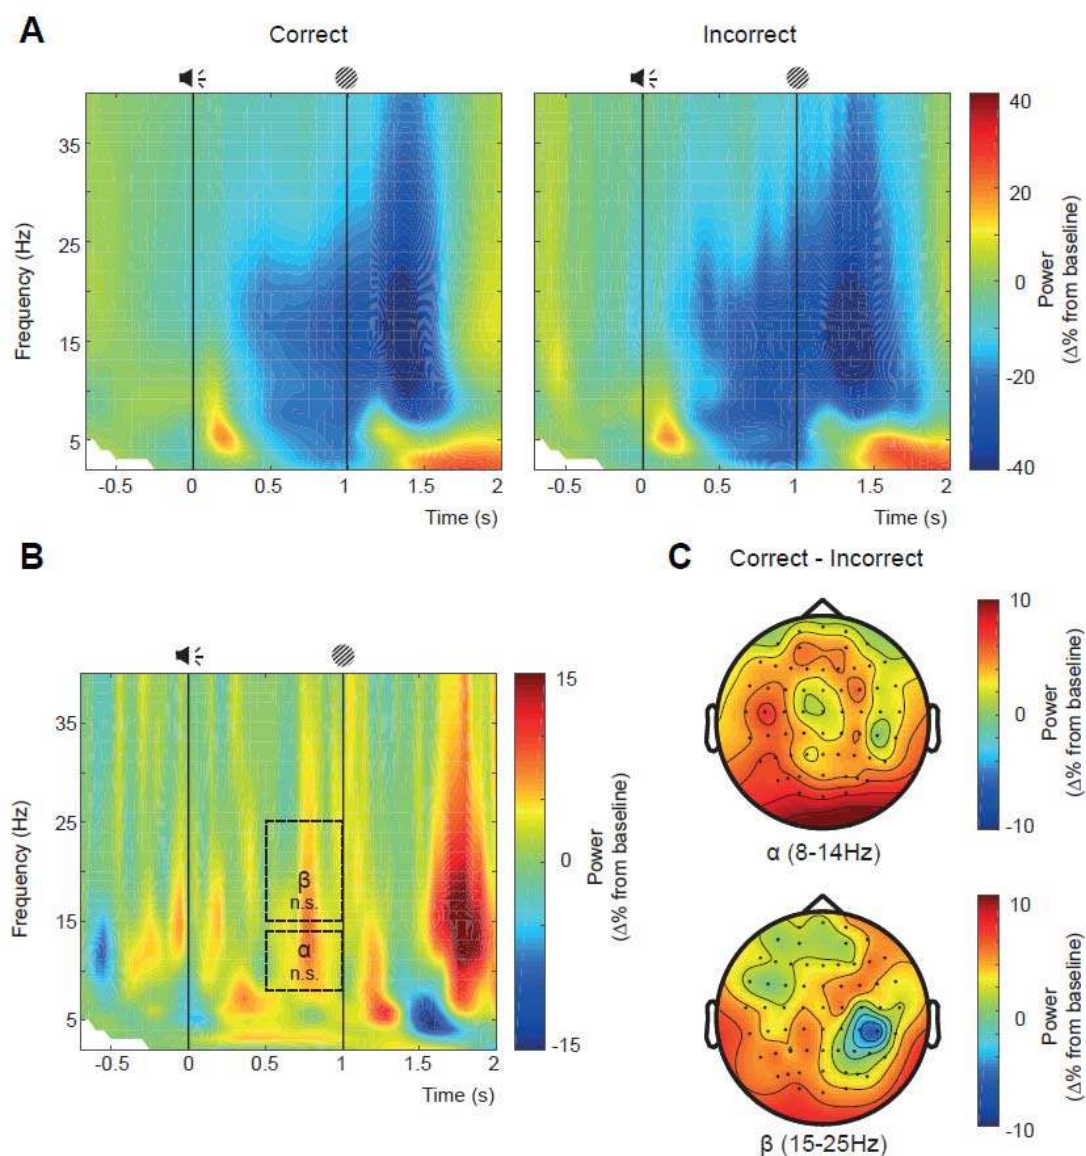 A
Correct
Incorrect
35
25
15
5
Frequency (Hz)
-0.5 0 0.5 1 1.5 2
Time (s)
-0.5 0 0.5 1 1.5 2
Time (s)
40
20
0
-20
-40
Power
(Δ% from baseline)
B
35
25
15
5
Frequency (Hz)
β
n.s.
α
n.s.
-0.5 0 0.5 1 1.5 2
Time (s)
15
0
-15
Power
(Δ% from baseline)
C
Correct - Incorrect
10
0
-10
Power
(Δ% from baseline)
α (8-14Hz)
10
0
-10
Power
(Δ% from baseline)
β (15-25Hz)